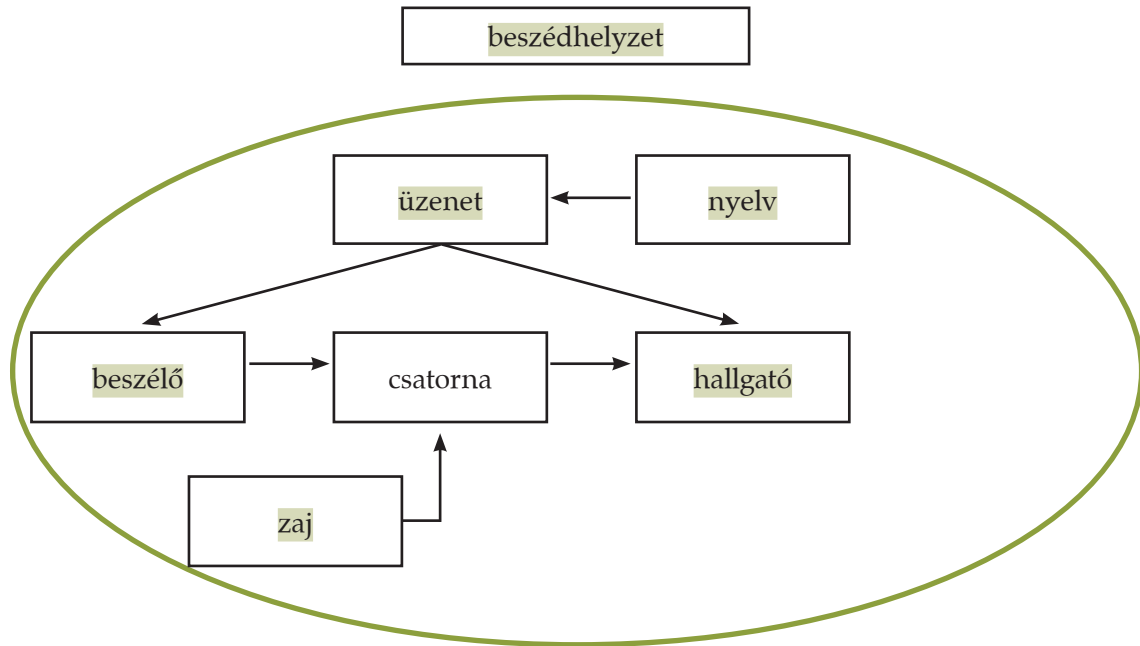 beszédhelyzet
üzenet
nyelv
beszélő
csatorna
hallgató
zaj